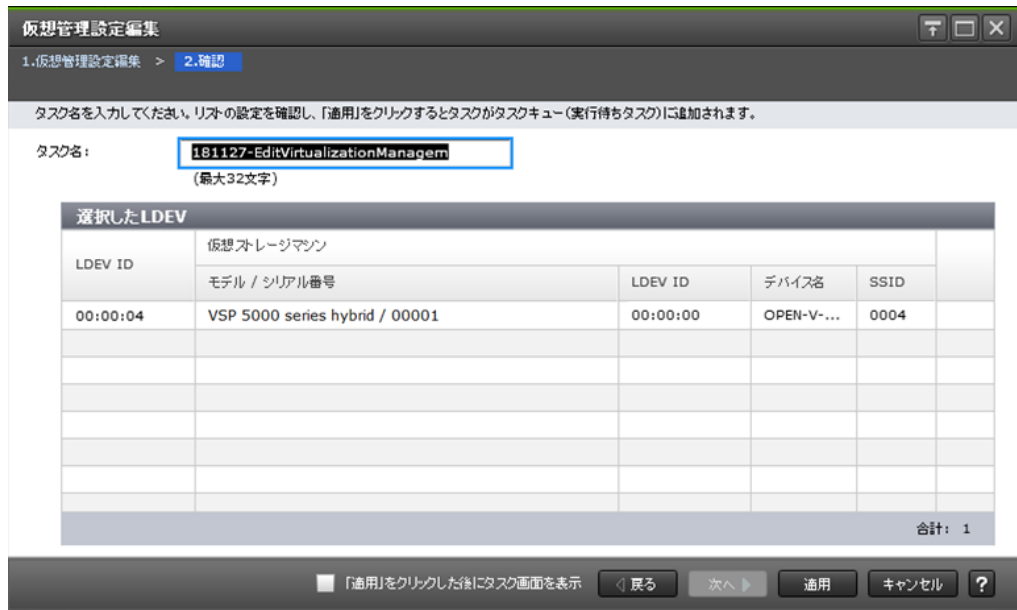 仮想管理設定編集
1.仮想管理設定編集 > 2.確認
タスク名を入力してください。リストの設定を確認し、「適用」をクリックするとタスクがタスクキュー(実行待ちタスク)に追加されます。
タスク名: 181127-EditVirtualizationManagem
(最大32文字)
選択したLDEV
LDEV ID 仮想ストレージマシン
モデル / シリアル番号 LDEV ID デバイス名 SSID
00:00:04 VSP 5000 series hybrid / 00001 00:00:00 OPEN-V-... 0004
合計: 1
「適用」をクリックした後にタスク画面を表示 戻る 次へ 適用 キャンセル ?